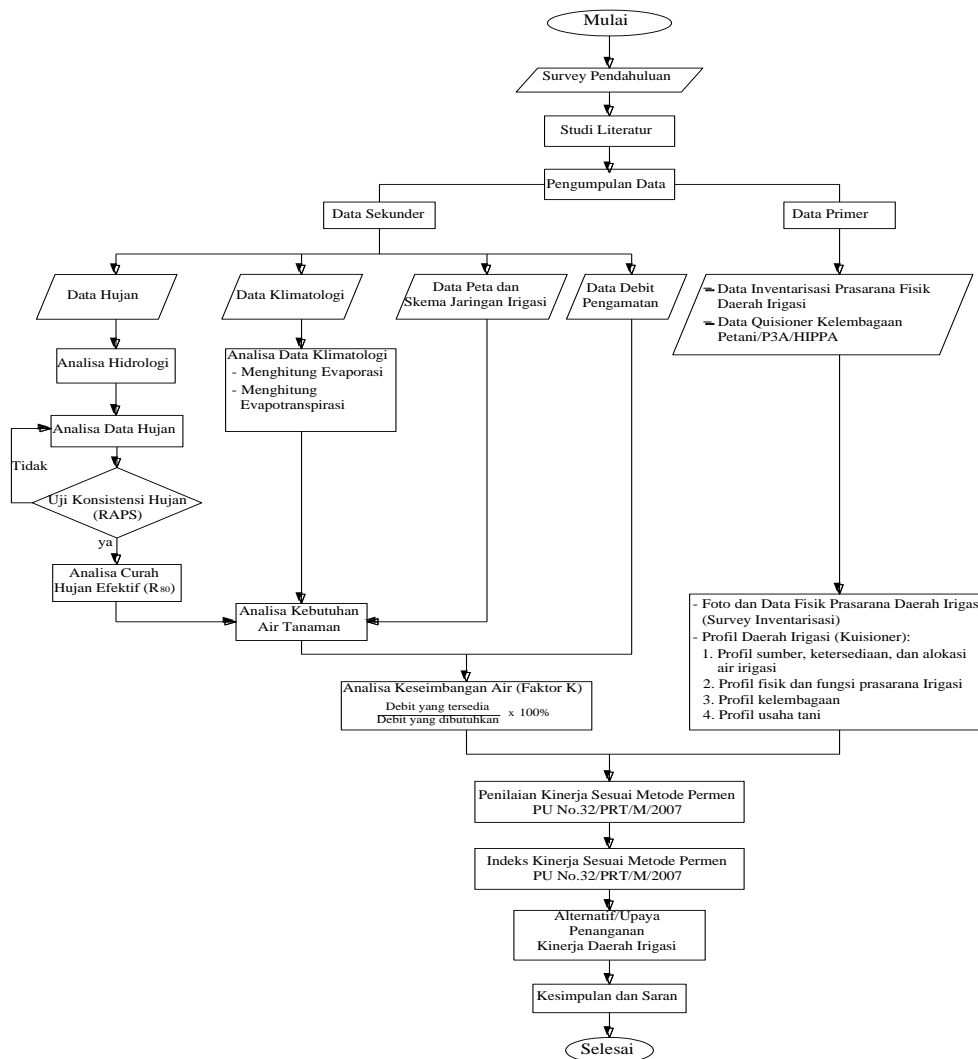 Mulai
Survey Pendahuluan
Studi Literatur
Pengumpulan Data
Data Sekunder
Data Primer
Data Hujan
Data Klimatologi
Data Peta dan
Skema Jaringan Irigasi
Data Debit
Pengamatan
- Data Inventarisasi Prasarana Fisik
Daerah Irigasi
- Data Quisioner Kelembagaan
Petani/P3A/HIPPA
Analisa Hidrologi
Analisa Data Klimatologi
- Menghitung Evaporasi
- Menghitung
Evapotranspirasi
Analisa Data Hujan
Tidak
Uji Konsistensi Hujan
(RAPS)
ya
Analisa Curah
Hujan Efektif (R80)
Analisa Kebutuhan
Air Tanaman
- Foto dan Data Fisik Prasarana Daerah Irigas
(Survey Inventarisasi)
- Profil Daerah Irigasi (Kuisioner):
1. Profil sumber, ketersediaan, dan alokasi
air irigasi
2. Profil fisik dan fungsi prasarana Irigasi
3. Profil kelembagaan
4. Profil usaha tani
Analisa Keseimbangan Air (Faktor K)
Debit yang tersedia
Debit yang dibutuhkan x 100%
Penilaian Kinerja Sesuai Metode Permen
PU No.32/PRT/M/2007
Indeks Kinerja Sesuai Metode Permen
PU No.32/PRT/M/2007
Alternatif/Upaya
Penanganan
Kinerja Daerah Irigasi
Kesimpulan dan Saran
Selesai